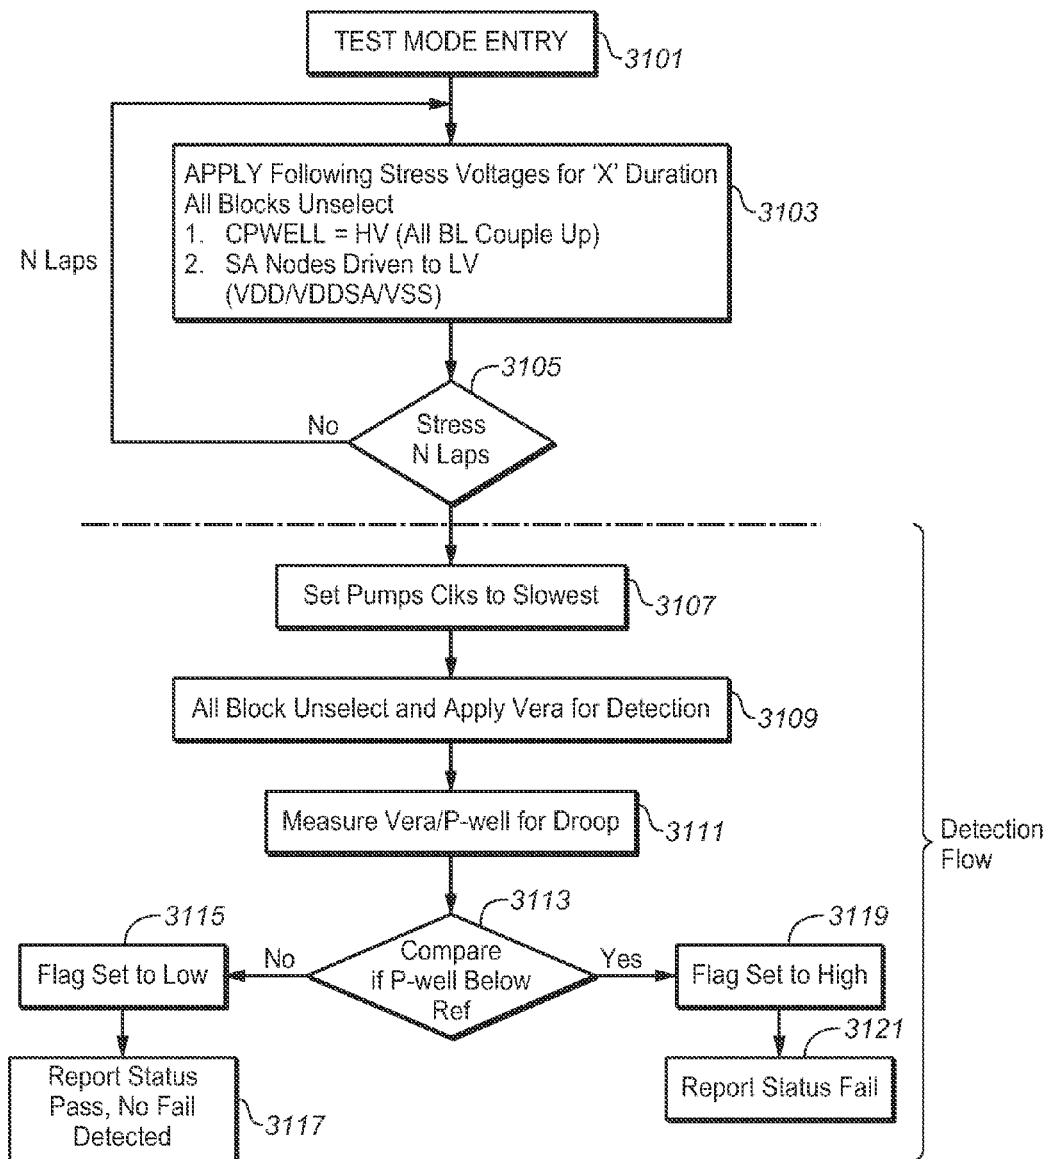 TEST MODE ENTRY
3101
APPLY Following Stress Voltages for 'X' Duration
All Blocks Unselect
1. CPWELL = HV (All BL Couple Up)
2. SA Nodes Driven to LV
(VDD/VDDSA/VSS)
3103
N Laps
3105
Stress
N Laps
No
Set Pumps Clks to Slowest
3107
All Block Unselect and Apply Vera for Detection
3109
Measure Vera/P-well for Droop
3111
Detection
Flow
3113
Compare
if P-well Below
Ref
No
Yes
3115
Flag Set to Low
3119
Flag Set to High
Report Status
Pass, No Fail
Detected
3117
3121
Report Status Fail